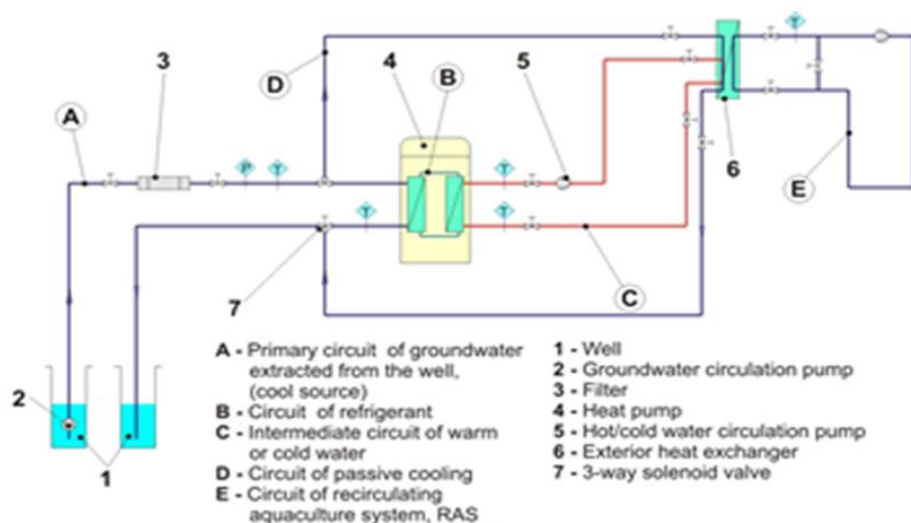 3
4
B
5
D
A
P
T
T
T
T
T
6
E
7
C
2
1
A - Primary circuit of groundwater
extracted from the well,
(cool source)
B - Circuit of refrigerant
C - Intermediate circuit of warm
or cold water
D - Circuit of passive cooling
E - Circuit of recirculating
aquaculture system, RAS
1 - Well
2 - Groundwater circulation pump
3 - Filter
4 - Heat pump
5 - Hot/cold water circulation pump
6 - Exterior heat exchanger
7 - 3-way solenoid valve